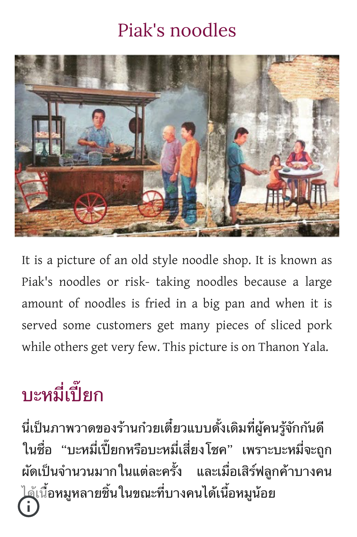 Piak's noodles
It is a picture of an old style noodle shop. It is known as
Piak's noodles or risk- taking noodles because a large
amount of noodles is fried in a big pan and when it is
served some customers get many pieces of sliced pork
while others get very few. This picture is on Thanon Yala.
บะหมี่เปี๊ยก
นี่เป็นภาพวาดของร้านก๋วยเตี๋ยวแบบดั้งเดิมที่ผู้คนรู้จักกันดี
ในชื่อ “บะหมี่เปี๊ยกหรือบะหมี่เสี่ยงโชค” เพราะบะหมี่จะถูก
ผัดเป็นจำนวนมากในแต่ละครั้ง และเมื่อเสิร์ฟลูกค้าบางคน
ได้เนื้อหมูหลายชิ้นในขณะที่บางคนได้เนื้อหมูน้อย